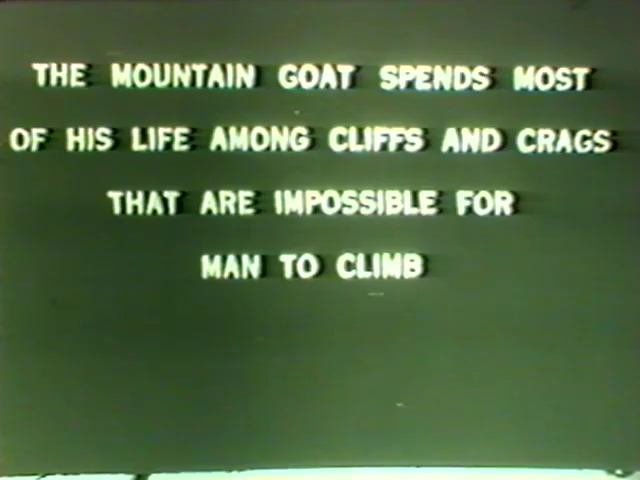 THE MOUNTAIN GOAT SPENDS MOST
OF HIS LIFE AMONG CLIFFS AND CRAGS
THAT ARE IMPOSSIBLE FOR
MAN TO CLIMB